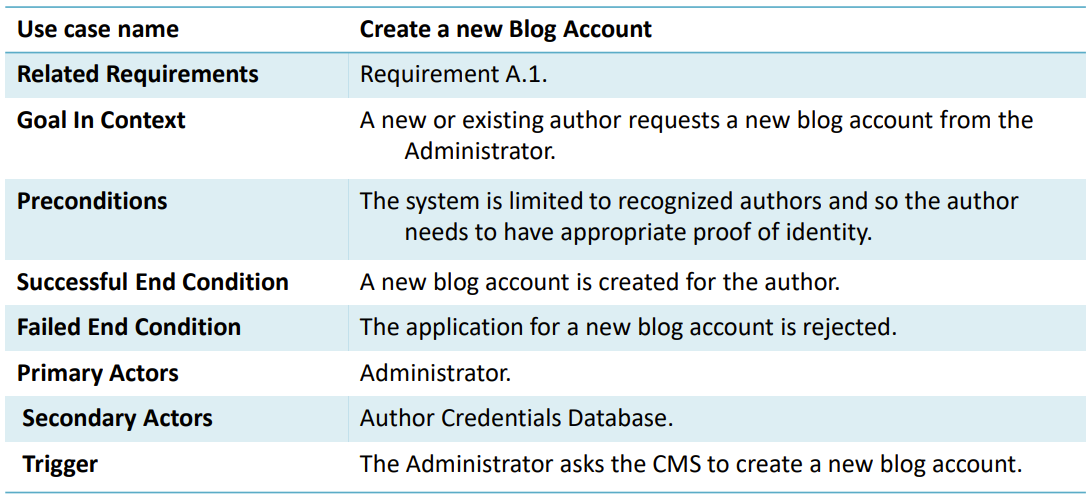 Use case name Create a new Blog Account
Related Requirements Requirement A.1.
Goal In Context A new or existing author requests a new blog account from the
Administrator.
Preconditions The system is limited to recognized authors and so the author
needs to have appropriate proof of identity.
Successful End Condition A new blog account is created for the author.
Failed End Condition The application for a new blog account is rejected.
Primary Actors Administrator.
Secondary Actors Author Credentials Database.
Trigger The Administrator asks the CMS to create a new blog account.